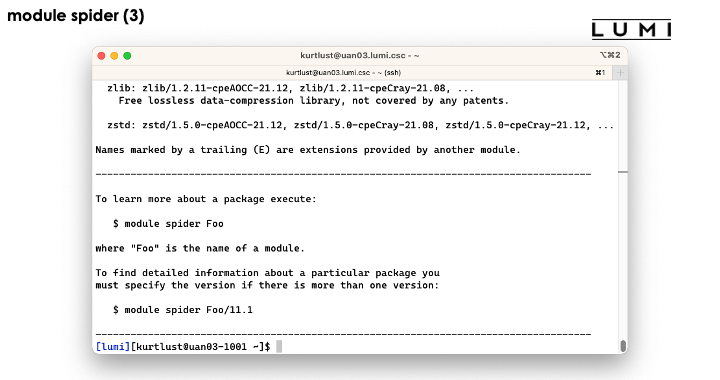 module spider (3)
LUMI
kurtlust@uan03.lumi.csc - ~
⌥⌘2
kurtlust@uan03.lumi.csc - ~ (ssh)
⌘1
+
zlib: zlib/1.2.11-cpeAOCC-21.12, zlib/1.2.11-cpeCray-21.08, ...
Free lossless data-compression library, not covered by any patents.
zstd: zstd/1.5.0-cpeAOCC-21.12, zstd/1.5.0-cpeCray-21.08, zstd/1.5.0-cpeCray-21.12, ...
Names marked by a trailing (E) are extensions provided by another module.
--------------------------------------------------------------------------------
To learn more about a package execute:
$ module spider Foo
where "Foo" is the name of a module.
To find detailed information about a particular package you
must specify the version if there is more than one version:
$ module spider Foo/11.1
--------------------------------------------------------------------------------
[lumi][kurtlust@uan03-1001 ~]$